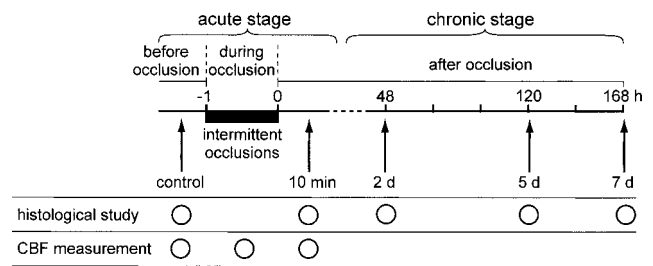 acute stage chronic stage
before during
occlusion occlusion after occlusion
-1 0 48 120 168 h
intermittent
occlusions
control 10 min 2 d 5 d 7 d
histological study
CBF measurement